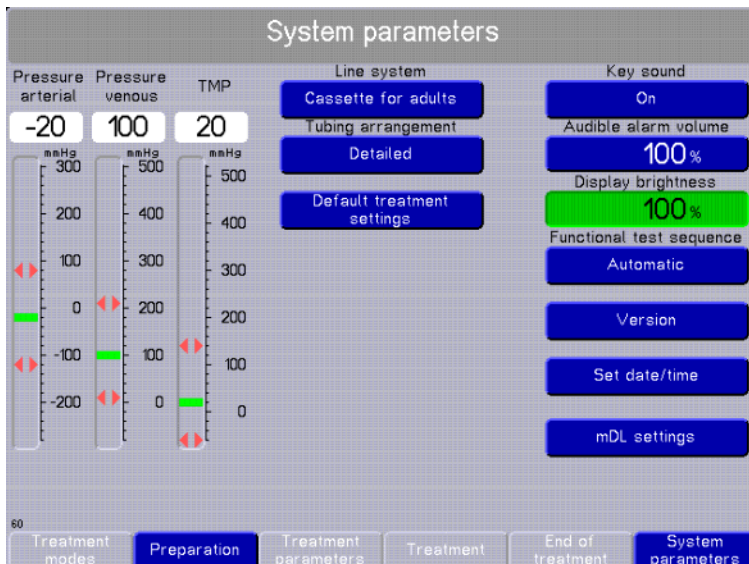 System parameters
Pressure arterial
Pressure venous
TMP
-20
100
20
mmHg
300
200
100
0
-100
-200
mmHg
500
400
300
200
100
0
mmHg
500
400
300
200
100
0
Line system
Cassette for adults
Tubing arrangement
Detailed
Default treatment
settings
Key sound
On
Audible alarm volume
100 %
Display brightness
100 %
Functional test sequence
Automatic
Version
Set date/time
mDL settings
60
Treatment
modes
Preparation
Treatment
parameters
Treatment
End of
treatment
System
parameters